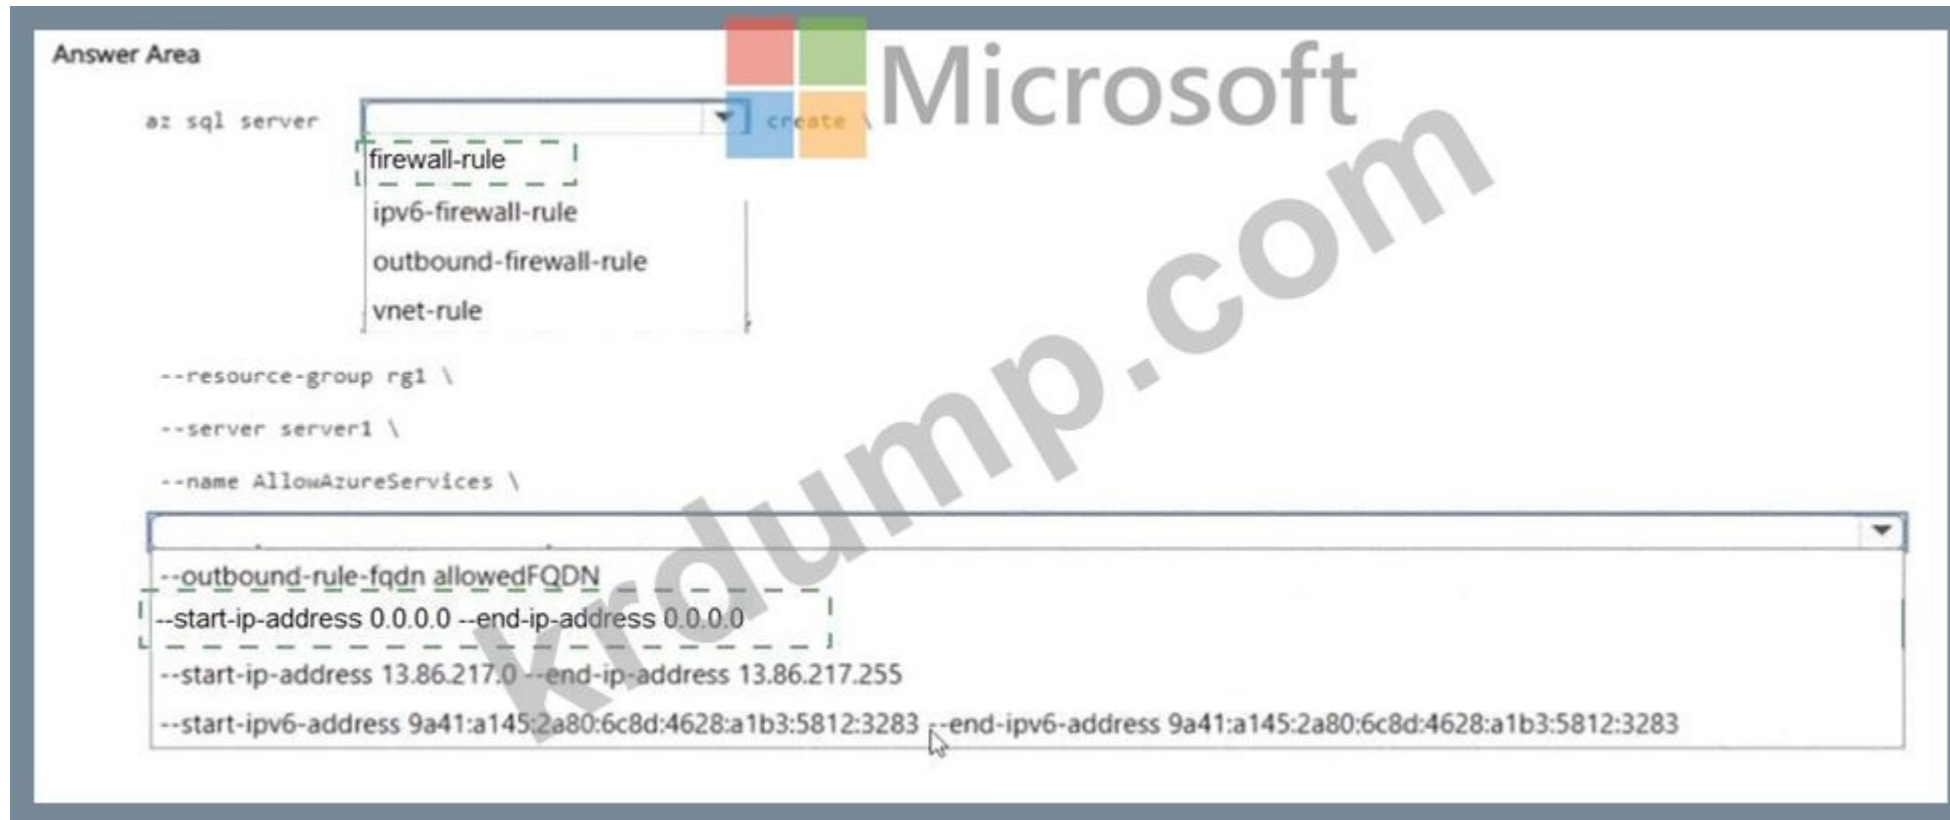 Answer Area
Microsoft
az sql server create \
firewall-rule
ipv6-firewall-rule
outbound-firewall-rule
vnet-rule
--resource-group rg1 \
--server server1 \
--name AllowAzureServices \
--outbound-rule-fqdn allowedFQDN
--start-ip-address 0.0.0.0 --end-ip-address 0.0.0.0
--start-ip-address 13.86.217.0 --end-ip-address 13.86.217.255
--start-ipv6-address 9a41:a145:2a80:6c8d:4628:a1b3:5812:3283 --end-ipv6-address 9a41:a145:2a80:6c8d:4628:a1b3:5812:3283
krdump.com